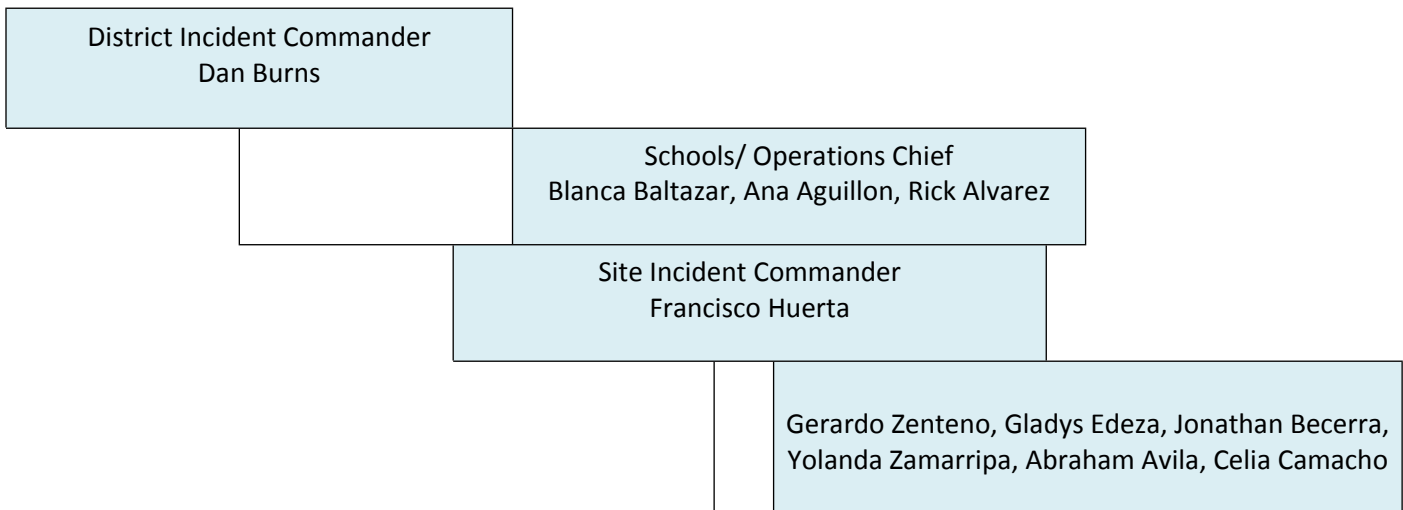 District Incident Commander
Dan Burns
Schools/ Operations Chief
Blanca Baltazar, Ana Aguillon, Rick Alvarez
Site Incident Commander
Francisco Huerta
Gerardo Zenteno, Gladys Edeza, Jonathan Becerra,
Yolanda Zamarripa, Abraham Avila, Celia Camacho